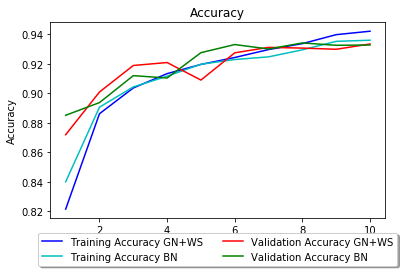 Accuracy
0.94
0.92
0.90
0.88
0.86
0.84
0.82
Accuracy
2
4
6
8
10
Training Accuracy GN+WS
Validation Accuracy GN+WS
Training Accuracy BN
Validation Accuracy BN